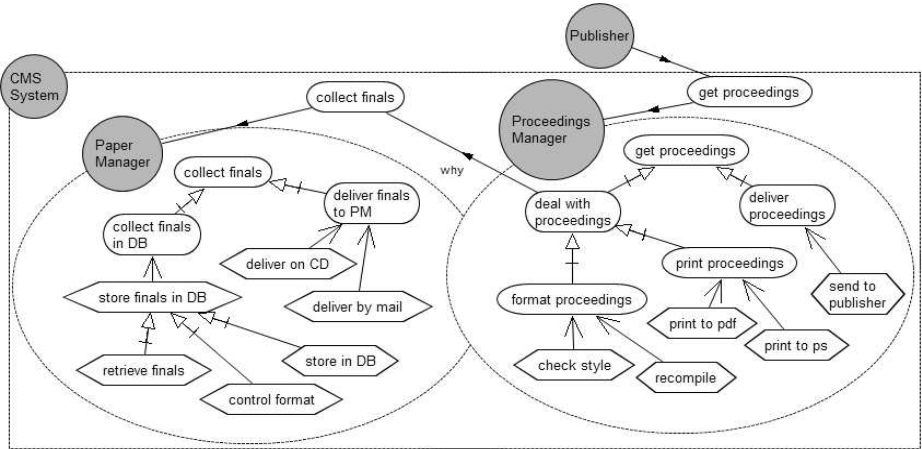 Publisher
CMS
System
collect finals
get proceedings
Paper
Manager
Proceedings
Manager
collect finals
get proceedings
why
deliver finals
to PM
deal with
proceedings
deliver
proceedings
collect finals
in DB
deliver on CD
print proceedings
store finals in DB
deliver by mail
format proceedings
send to
publisher
print to pdf
retrieve finals
store in DB
check style
print to ps
control format
recompile